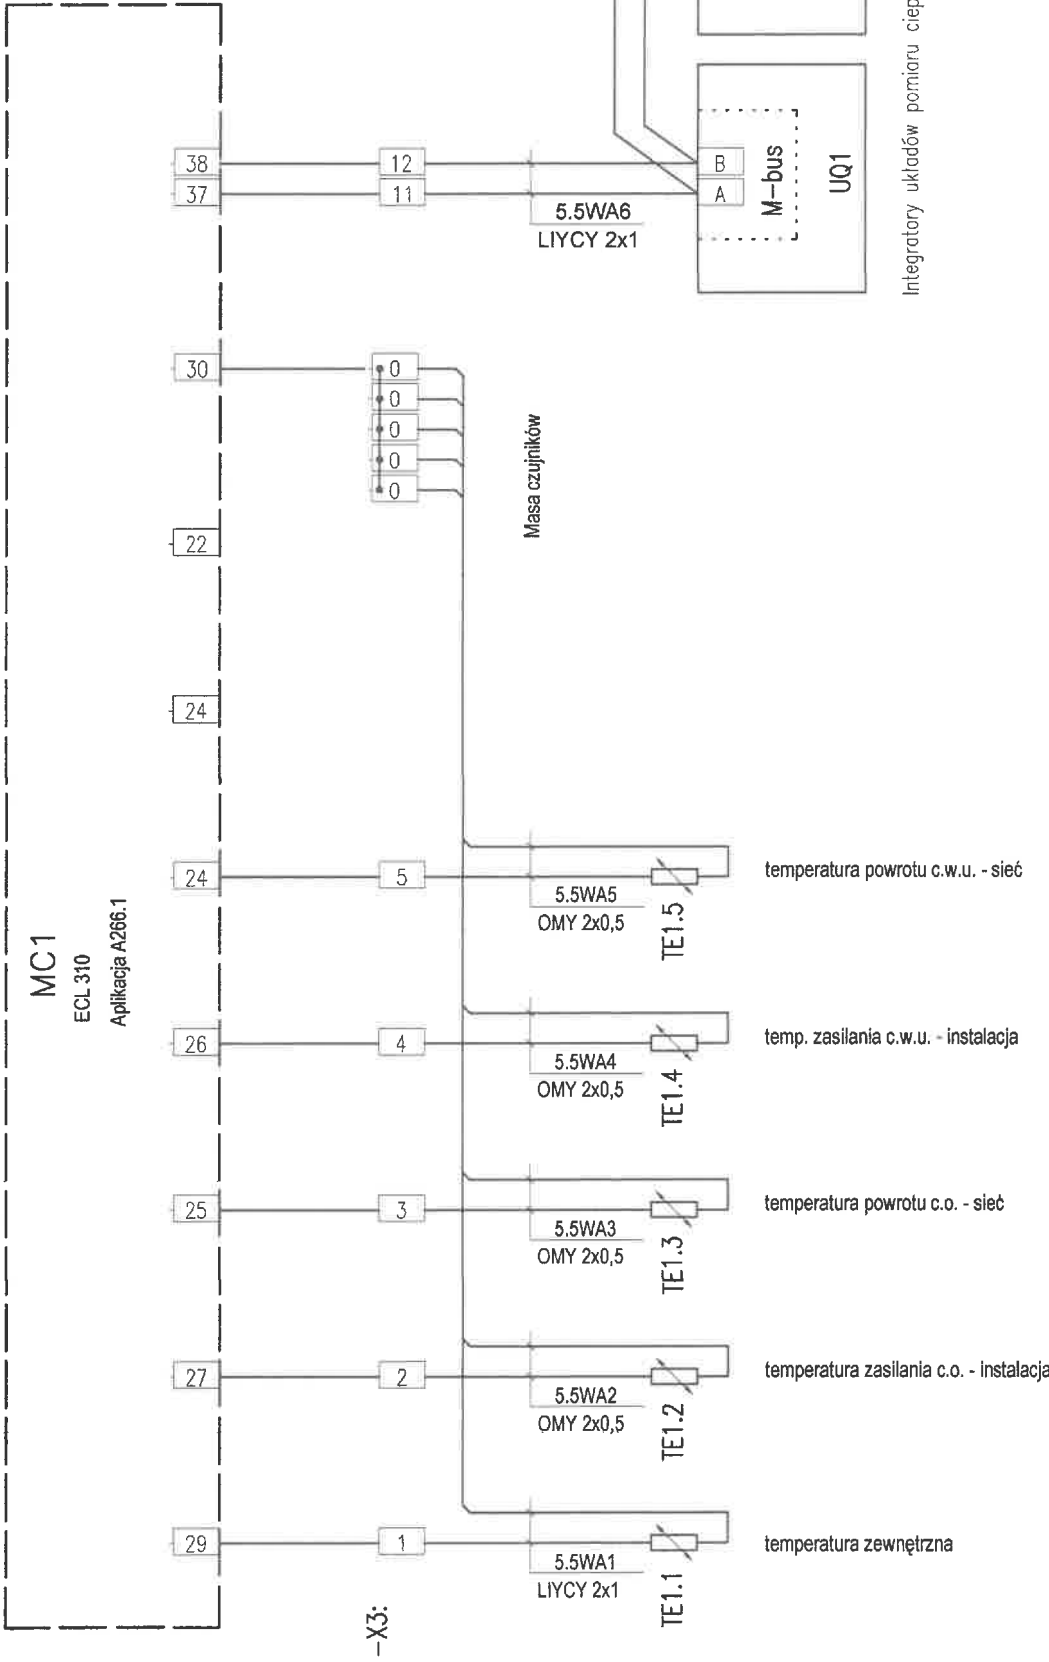 Integratory układów pomiaru ciep
38
12
B
37
11
A
M-bus
UQ1
5.5WA6
LIYCY 2x1
30
0
0
0
0
0
Masa czujników
22
24
MC1
ECL 310
Aplikacja A266.1
24
5
5.5WA5
OMY 2x0,5
TE1.5
temperatura powrotu c.w.u. - sieć
26
4
5.5WA4
OMY 2x0,5
TE1.4
temp. zasilania c.w.u. - instalacja
25
3
5.5WA3
OMY 2x0,5
TE1.3
temperatura powrotu c.o. - sieć
27
2
5.5WA2
OMY 2x0,5
TE1.2
temperatura zasilania c.o. - instalacja
29
1
5.5WA1
LIYCY 2x1
TE1.1
temperatura zewnętrzna
-X3: